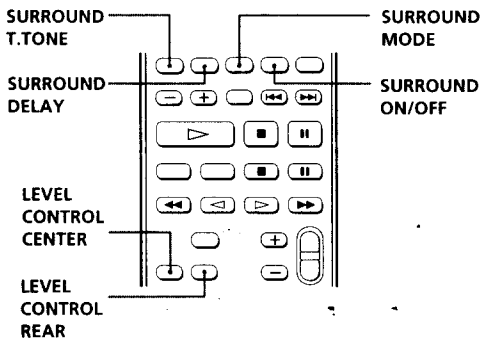 SURROUND
T.TONE
SURROUND
MODE
SURROUND
DELAY
SURROUND
ON/OFF
LEVEL
CONTROL
CENTER
LEVEL
CONTROL
REAR